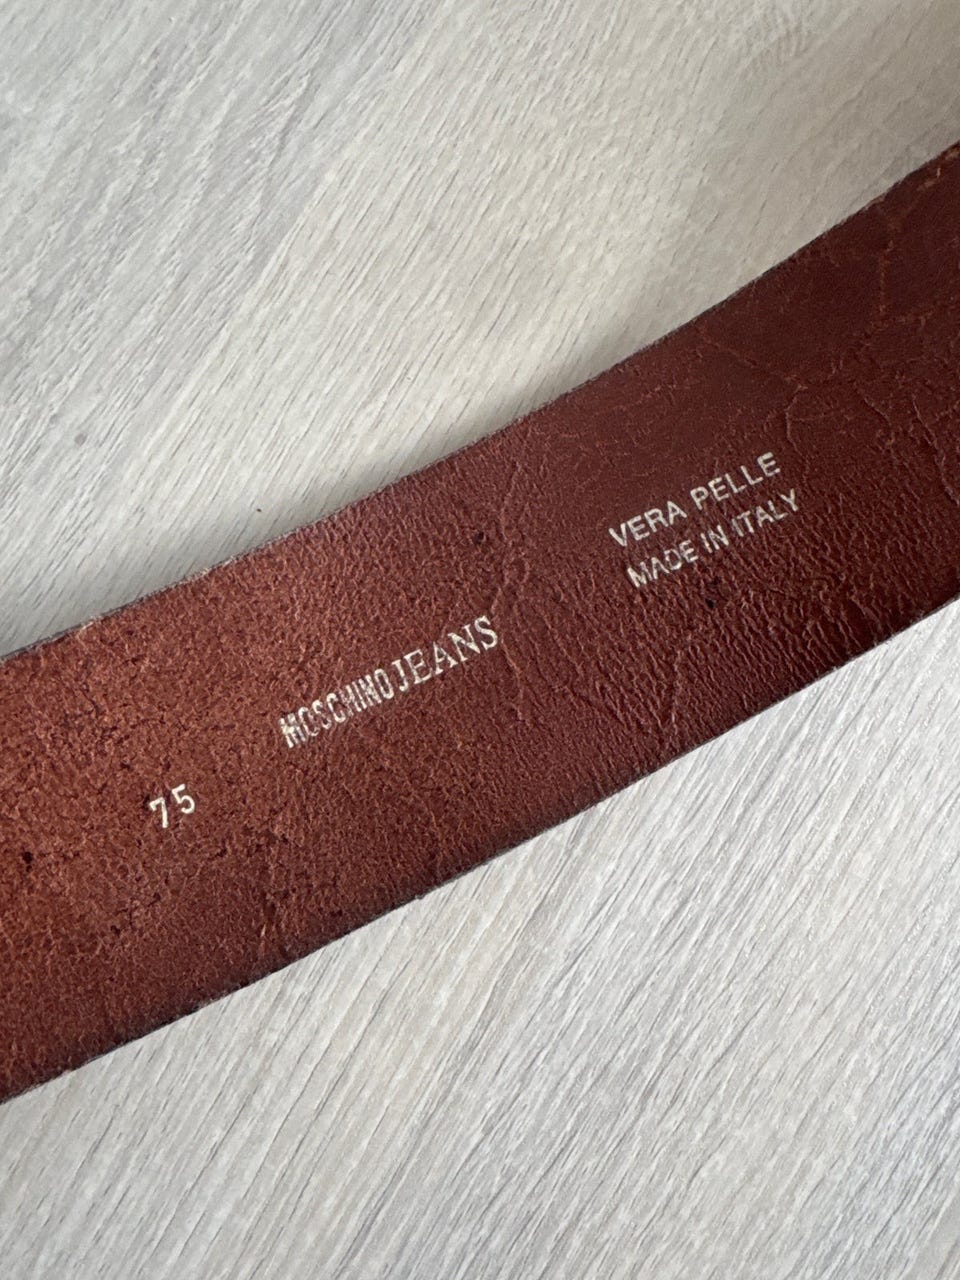 75
MOSCHINO JEANS
VERA PELLE
MADE IN ITALY